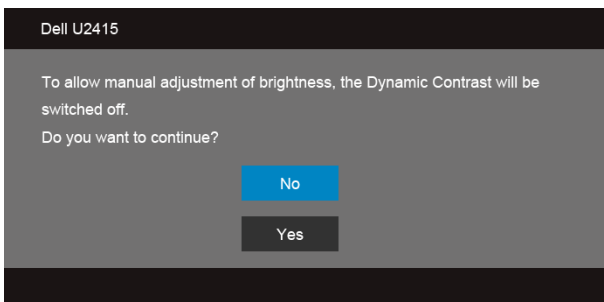 Dell U2415
To allow manual adjustment of brightness, the Dynamic Contrast will be
switched off.
Do you want to continue?
No
Yes